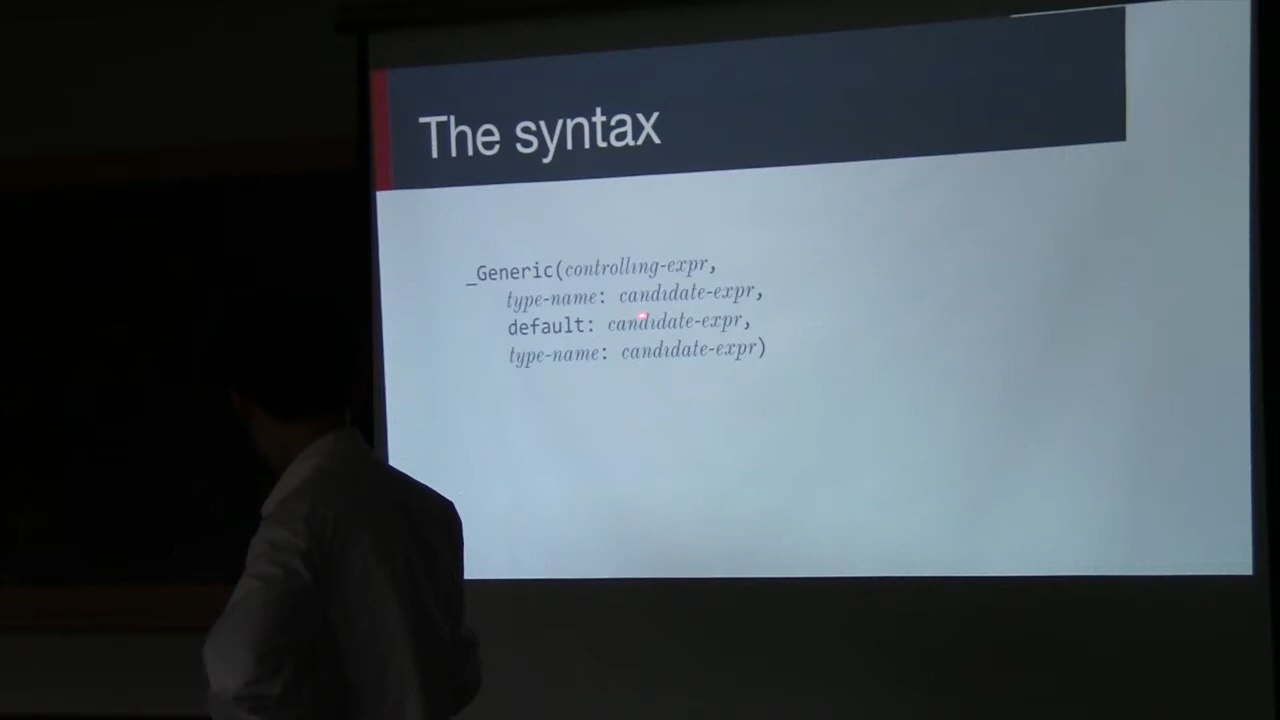 The syntax
_Generic(controlling-expr,
type-name: candidate-expr,
default: candidate-expr,
type-name: candidate-expr)